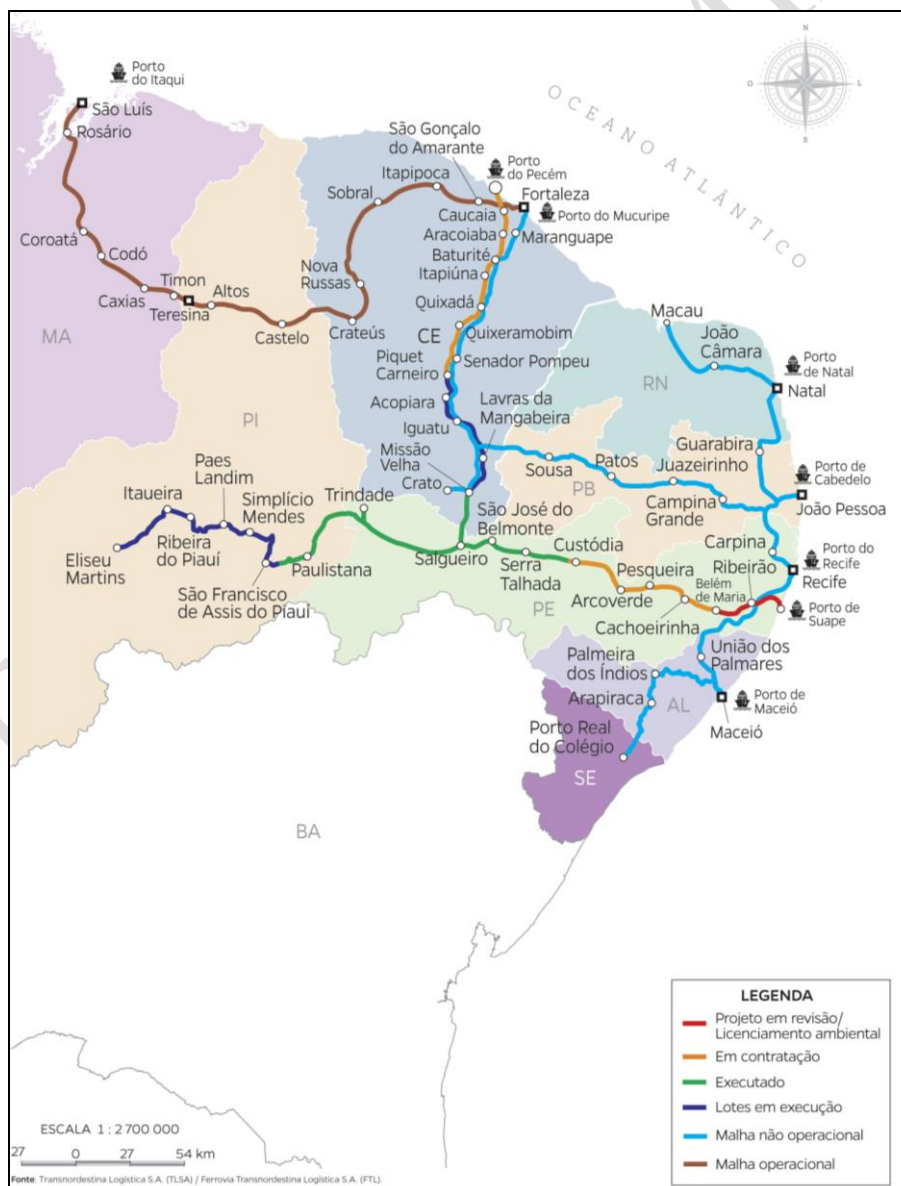 N
O
L
S
OCEANO ATLÂNTICO
Porto
do Itaqui
São Luís
Rosário
São Gonçalo
do Amarante
Porto
do Pecém
Itapipoca
Fortaleza
Sobral
Caucaia
Porto do Mucuripe
Aracoiaba
Maranguape
Coroatá
Baturité
Codó
Nova
Russas
Itapiúna
Timon
Altos
Quixadá
Caxias
Teresina
Macau
Castelo
Crateús
CE
Quixeramobim
João
Câmara
MA
Piquet
Carneiro
Senador Pompeu
Porto
de Natal
RN
Natal
Acopiara
Lavras da
Mangabeira
PI
Iguatu
Guarabira
Missão
Velha
Sousa
Patos
Juazeirinho
Porto de
Cabedelo
Paes
Landim
Crato
PB
Itaueira
Simplício
Mendes
Trindade
São José do
Belmonte
Campina
Grande
João Pessoa
Eliseu
Martins
Ribeira
do Piauí
Paulistana
Salgueiro
Custódia
Carpina
Porto do
Recife
Serra
Talhada
Pesqueira
Ribeirão
Recife
São Francisco
de Assis do Piauí
PE
Arcoverde
Belém
de Maria
Porto de
Suape
Cachoeirinha
Palmeira
dos Índios
União dos
Palmares
Arapiraca
AL
Porto de
Maceió
Porto Real
do Colégio
Maceió
SE
BA
LEGENDA
Projeto em revisão/
Licenciamento ambiental
Em contratação
Executado
Lotes em execução
Malha não operacional
Malha operacional
ESCALA 1 : 2 700 000
27 0 27 54 km
Fonte: Transnordestina Logística S.A. (TLSA) / Ferrovia Transnordestina Logística S.A. (FTL).